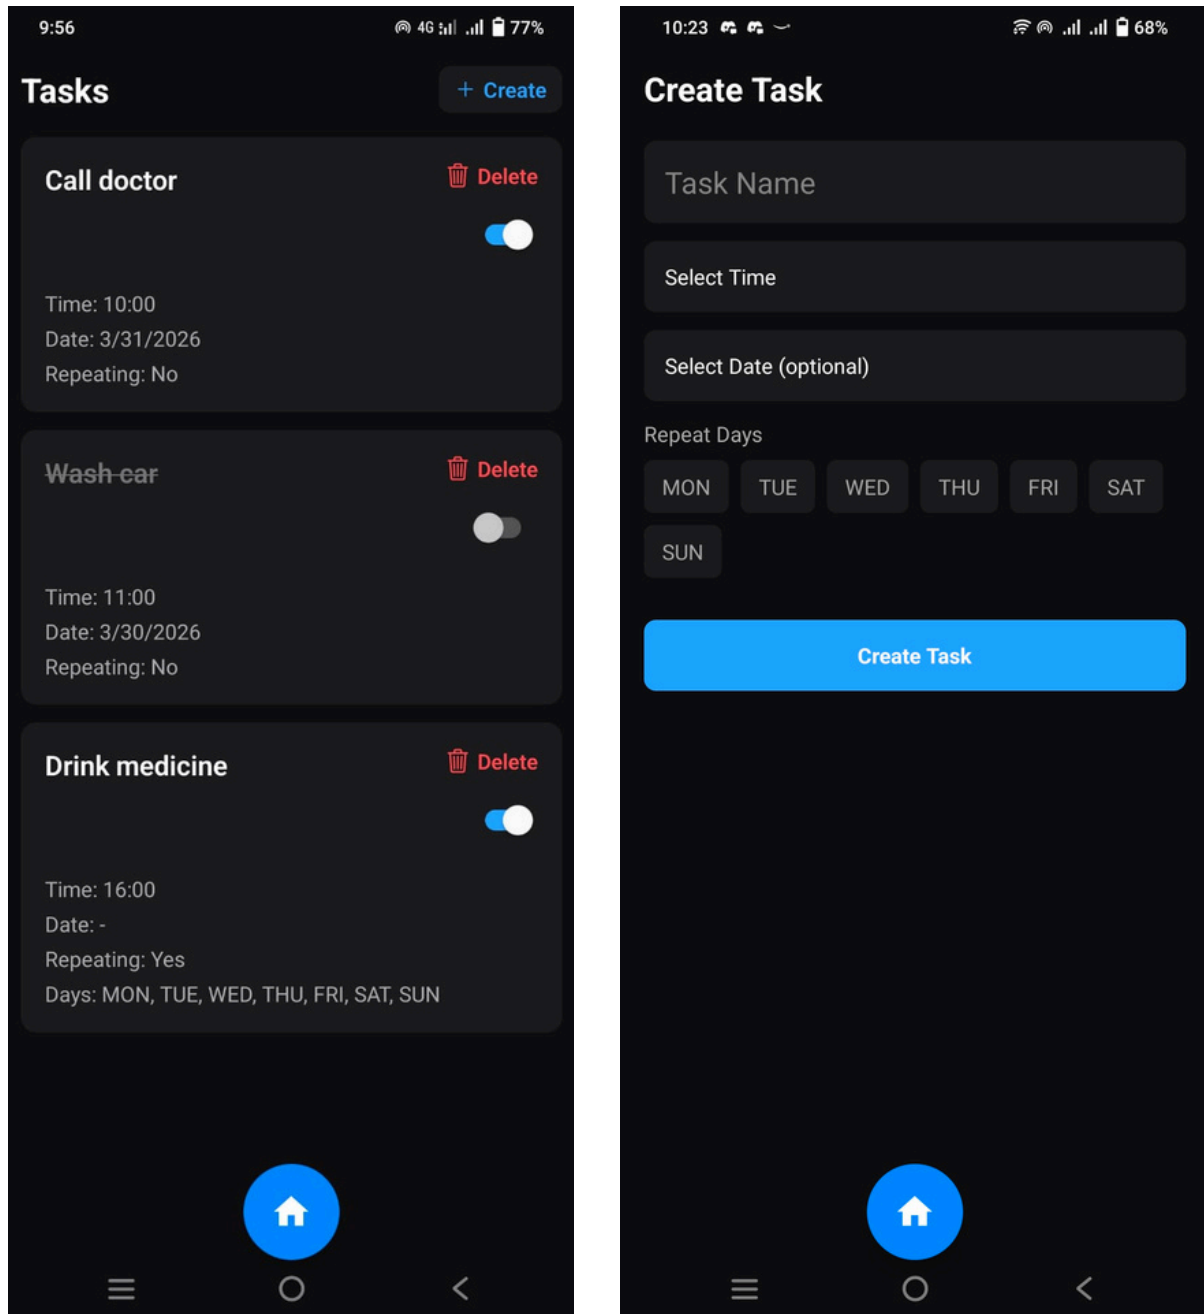 9:56 4G 77%
Tasks
+ Create
Call doctor
Delete
Time: 10:00
Date: 3/31/2026
Repeating: No
Wash car
Delete
Time: 11:00
Date: 3/30/2026
Repeating: No
Drink medicine
Delete
Time: 16:00
Date: -
Repeating: Yes
Days: MON, TUE, WED, THU, FRI, SAT, SUN
10:23 68%
Create Task
Task Name
Select Time
Select Date (optional)
Repeat Days
MON TUE WED THU FRI SAT
SUN
Create Task